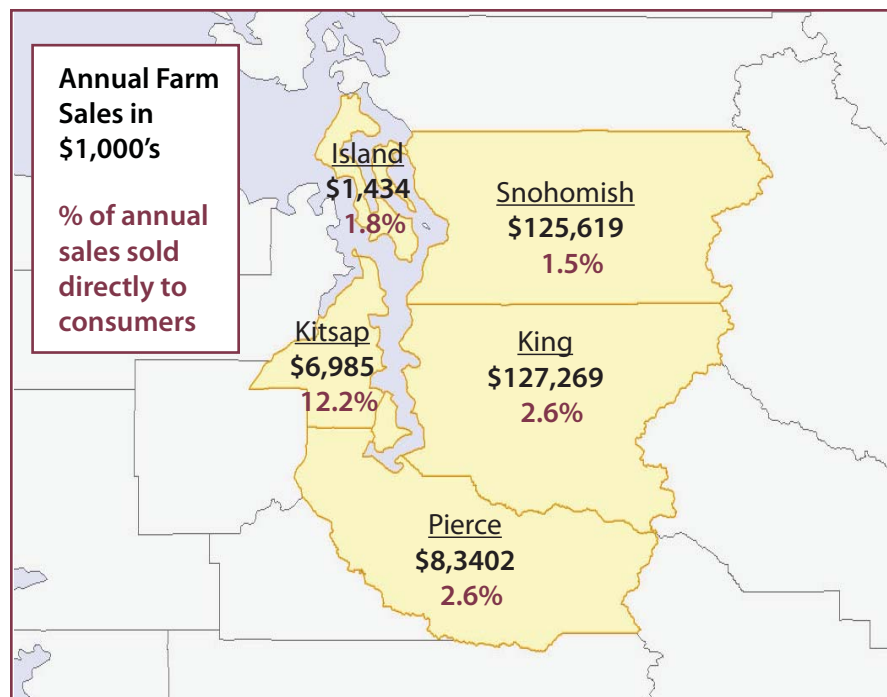 Annual Farm
Sales in
$1,000's
% of annual
sales sold
directly to
consumers
Island
$1,434
1.8%
Snohomish
$125,619
1.5%
Kitsap
$6,985
12.2%
King
$127,269
2.6%
Pierce
$8,3402
2.6%